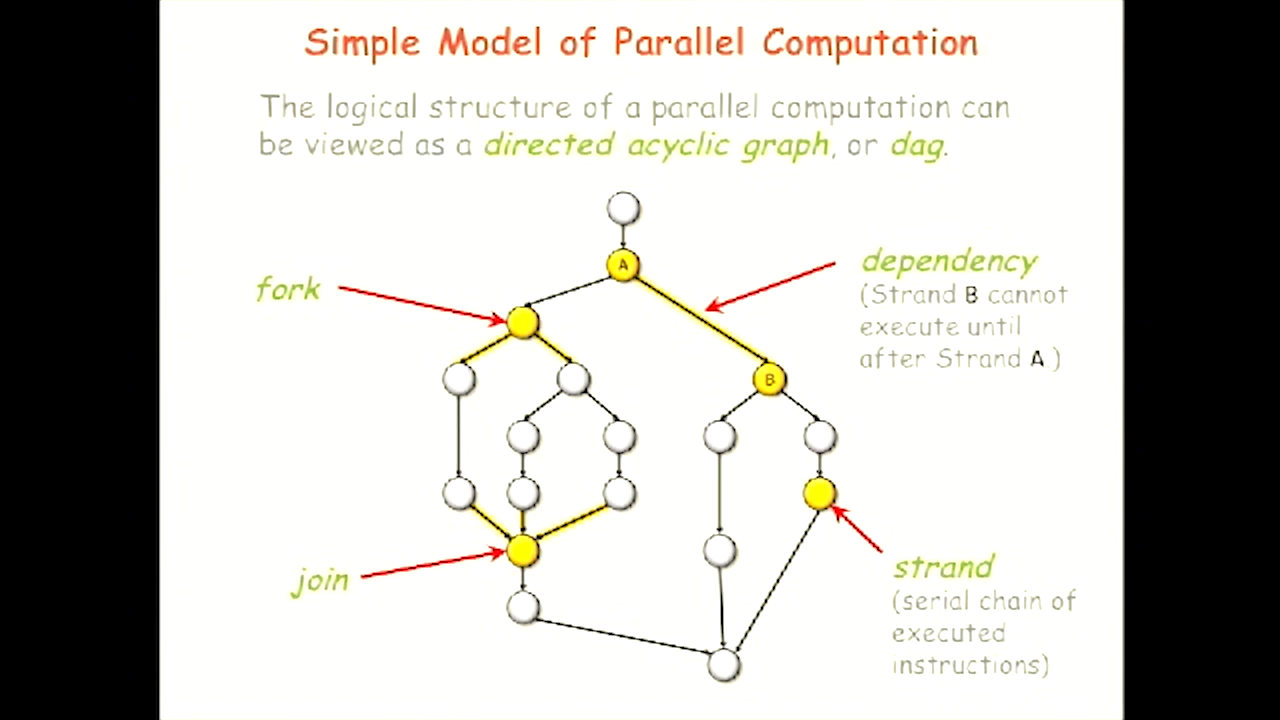 Simple Model of Parallel Computation
The logical structure of a parallel computation can
be viewed as a directed acyclic graph, or dag.
A
fork
dependency
(Strand B cannot
execute until
after Strand A )
B
join
strand
(serial chain of
executed
instructions)